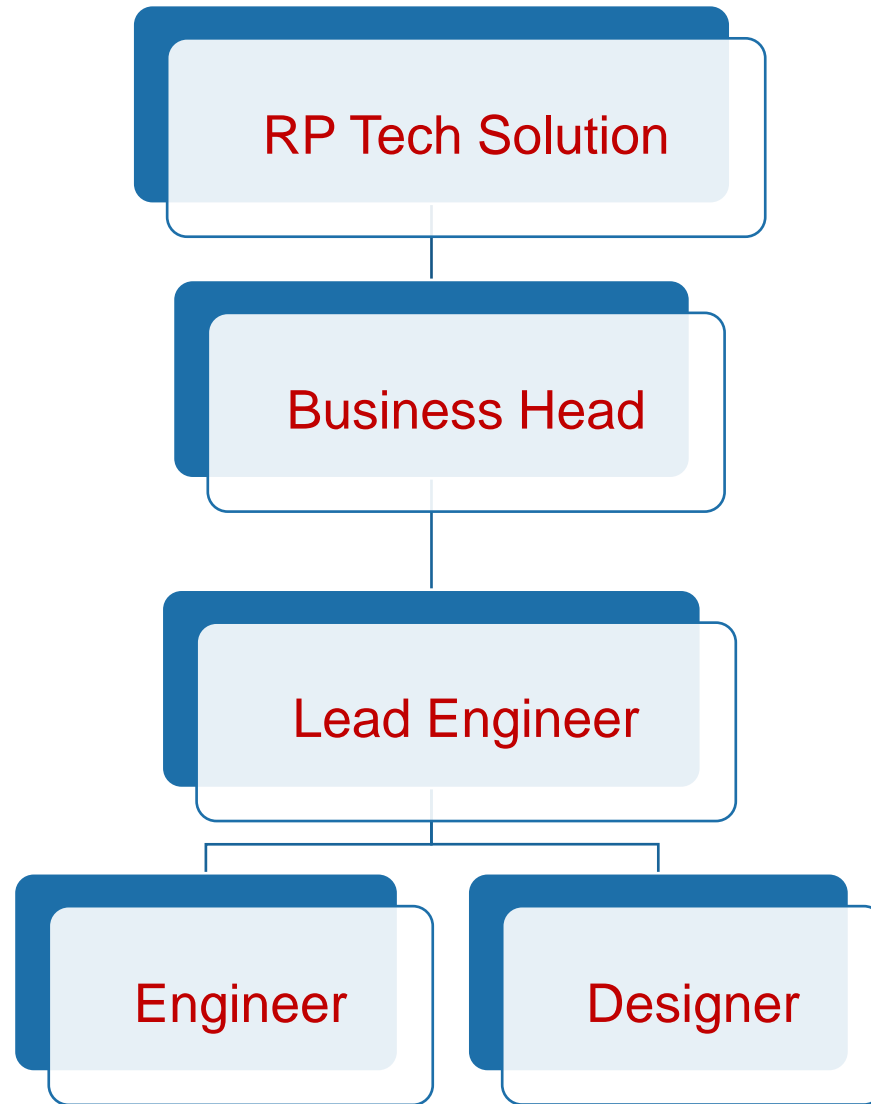 RP Tech Solution
Business Head
Lead Engineer
Engineer
Designer